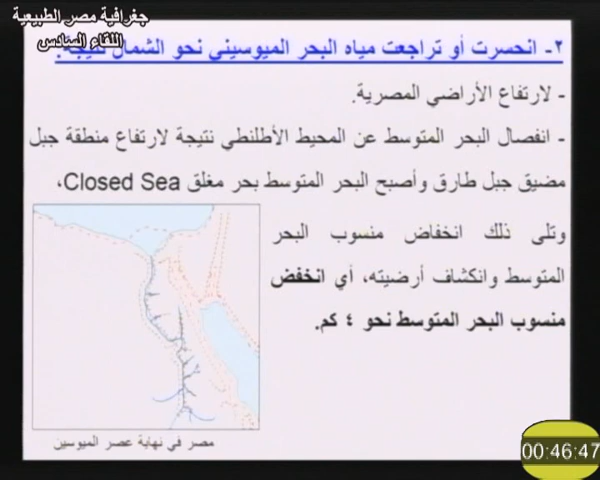 جغرافية مصر الطبيعية
اللقاء السادس
٢- انحسرت أو تراجعت مياه البحر الميوسيني نحو الشمال نتيجة:
- لارتفاع الأراضي المصرية.
- انفصال البحر المتوسط عن المحيط الأطلنطي نتيجة لارتفاع منطقة جبل
مضيق جبل طارق وأصبح البحر المتوسط بحر مغلق Closed Sea،
وتلى ذلك انخفاض منسوب البحر
المتوسط وانكشاف أرضيته، أي انخفض
منسوب البحر المتوسط نحو ٤ كم.
مصر في نهاية عصر الميوسين
00:46:47